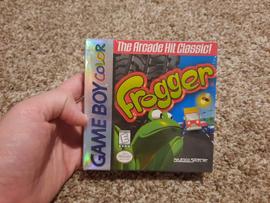 The Arcade Hit Classic!
GAME BOY COLOR
Frogger